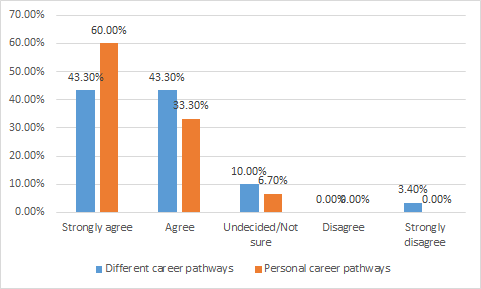 70.00%
60.00%
50.00%
40.00%
30.00%
20.00%
10.00%
0.00%
43.30%
60.00%
43.30%
33.30%
10.00%
6.70%
0.00%
0.00%
3.40%
0.00%
Strongly agree
Agree
Undecided/Not
sure
Disagree
Strongly
disagree
Different career pathways
Personal career pathways